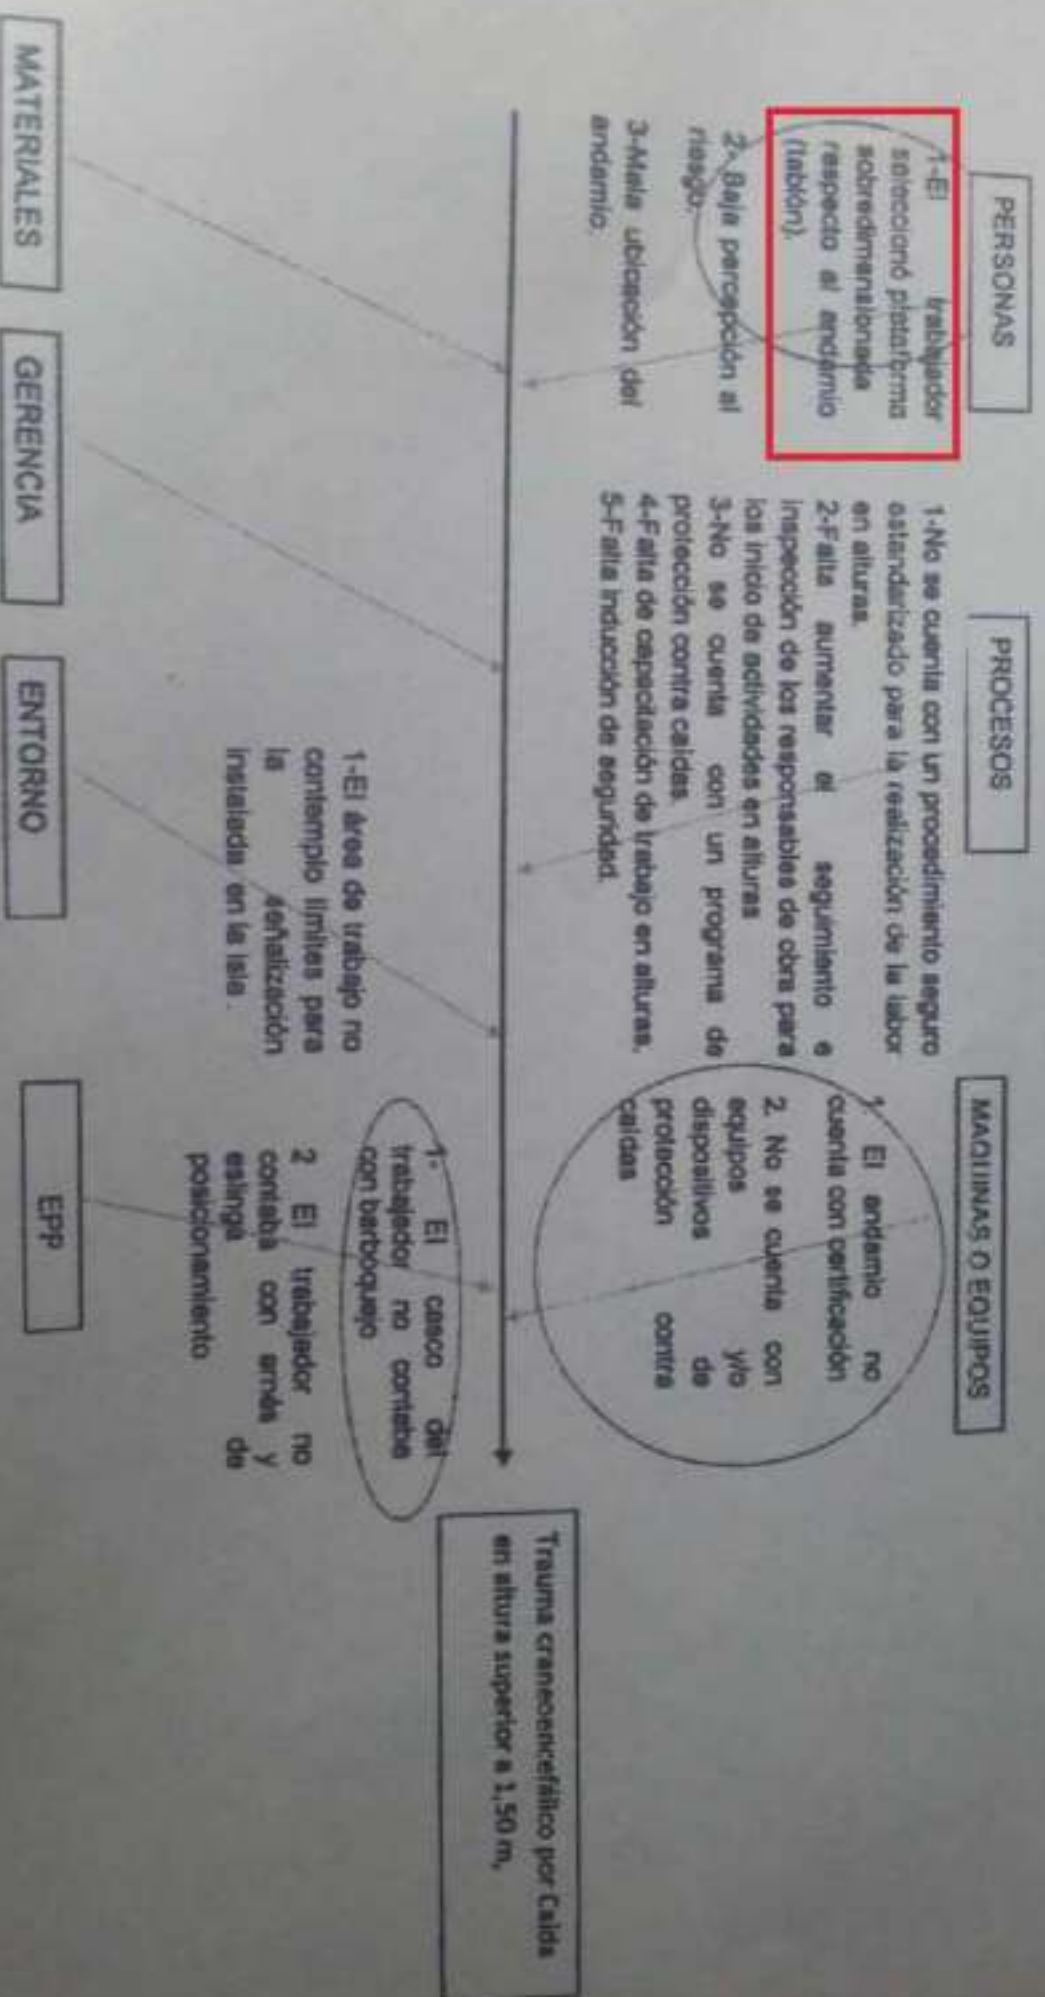 PERSONAS
1-El trabajador
seleccionó plataforma
sobredimensionada
respecto al andamio
(tablón).
2- Baja percepción al
riesgo.
3-Mala ubicación del
andamio.
PROCESOS
1-No se cuenta con un procedimiento seguro
estandarizado para la realización de la labor
en alturas.
2-Falta aumentar el seguimiento e
inspección de los responsables de obra para
los inicio de actividades en alturas
3-No se cuenta con un programa de
protección contra caídas.
4-Falta de capacitación de trabajo en alturas.
5-Falta inducción de seguridad.
MAQUINAS O EQUIPOS
1. El andamio no
cuenta con certificación
2. No se cuenta con
equipos y/o
dispositivos de
protección contra
caídas
Trauma craneoencefálico por Caída
en altura superior a 1,50 m,
1-El área de trabajo no
contemplo límites para
la señalización
instalada en la isla
1- El casco del
trabajador no contaba
con barboquejo
2 El trabajador no
contaba con arnés y
eslinga de
posicionamiento
MATERIALES
GERENCIA
ENTORNO
EPP